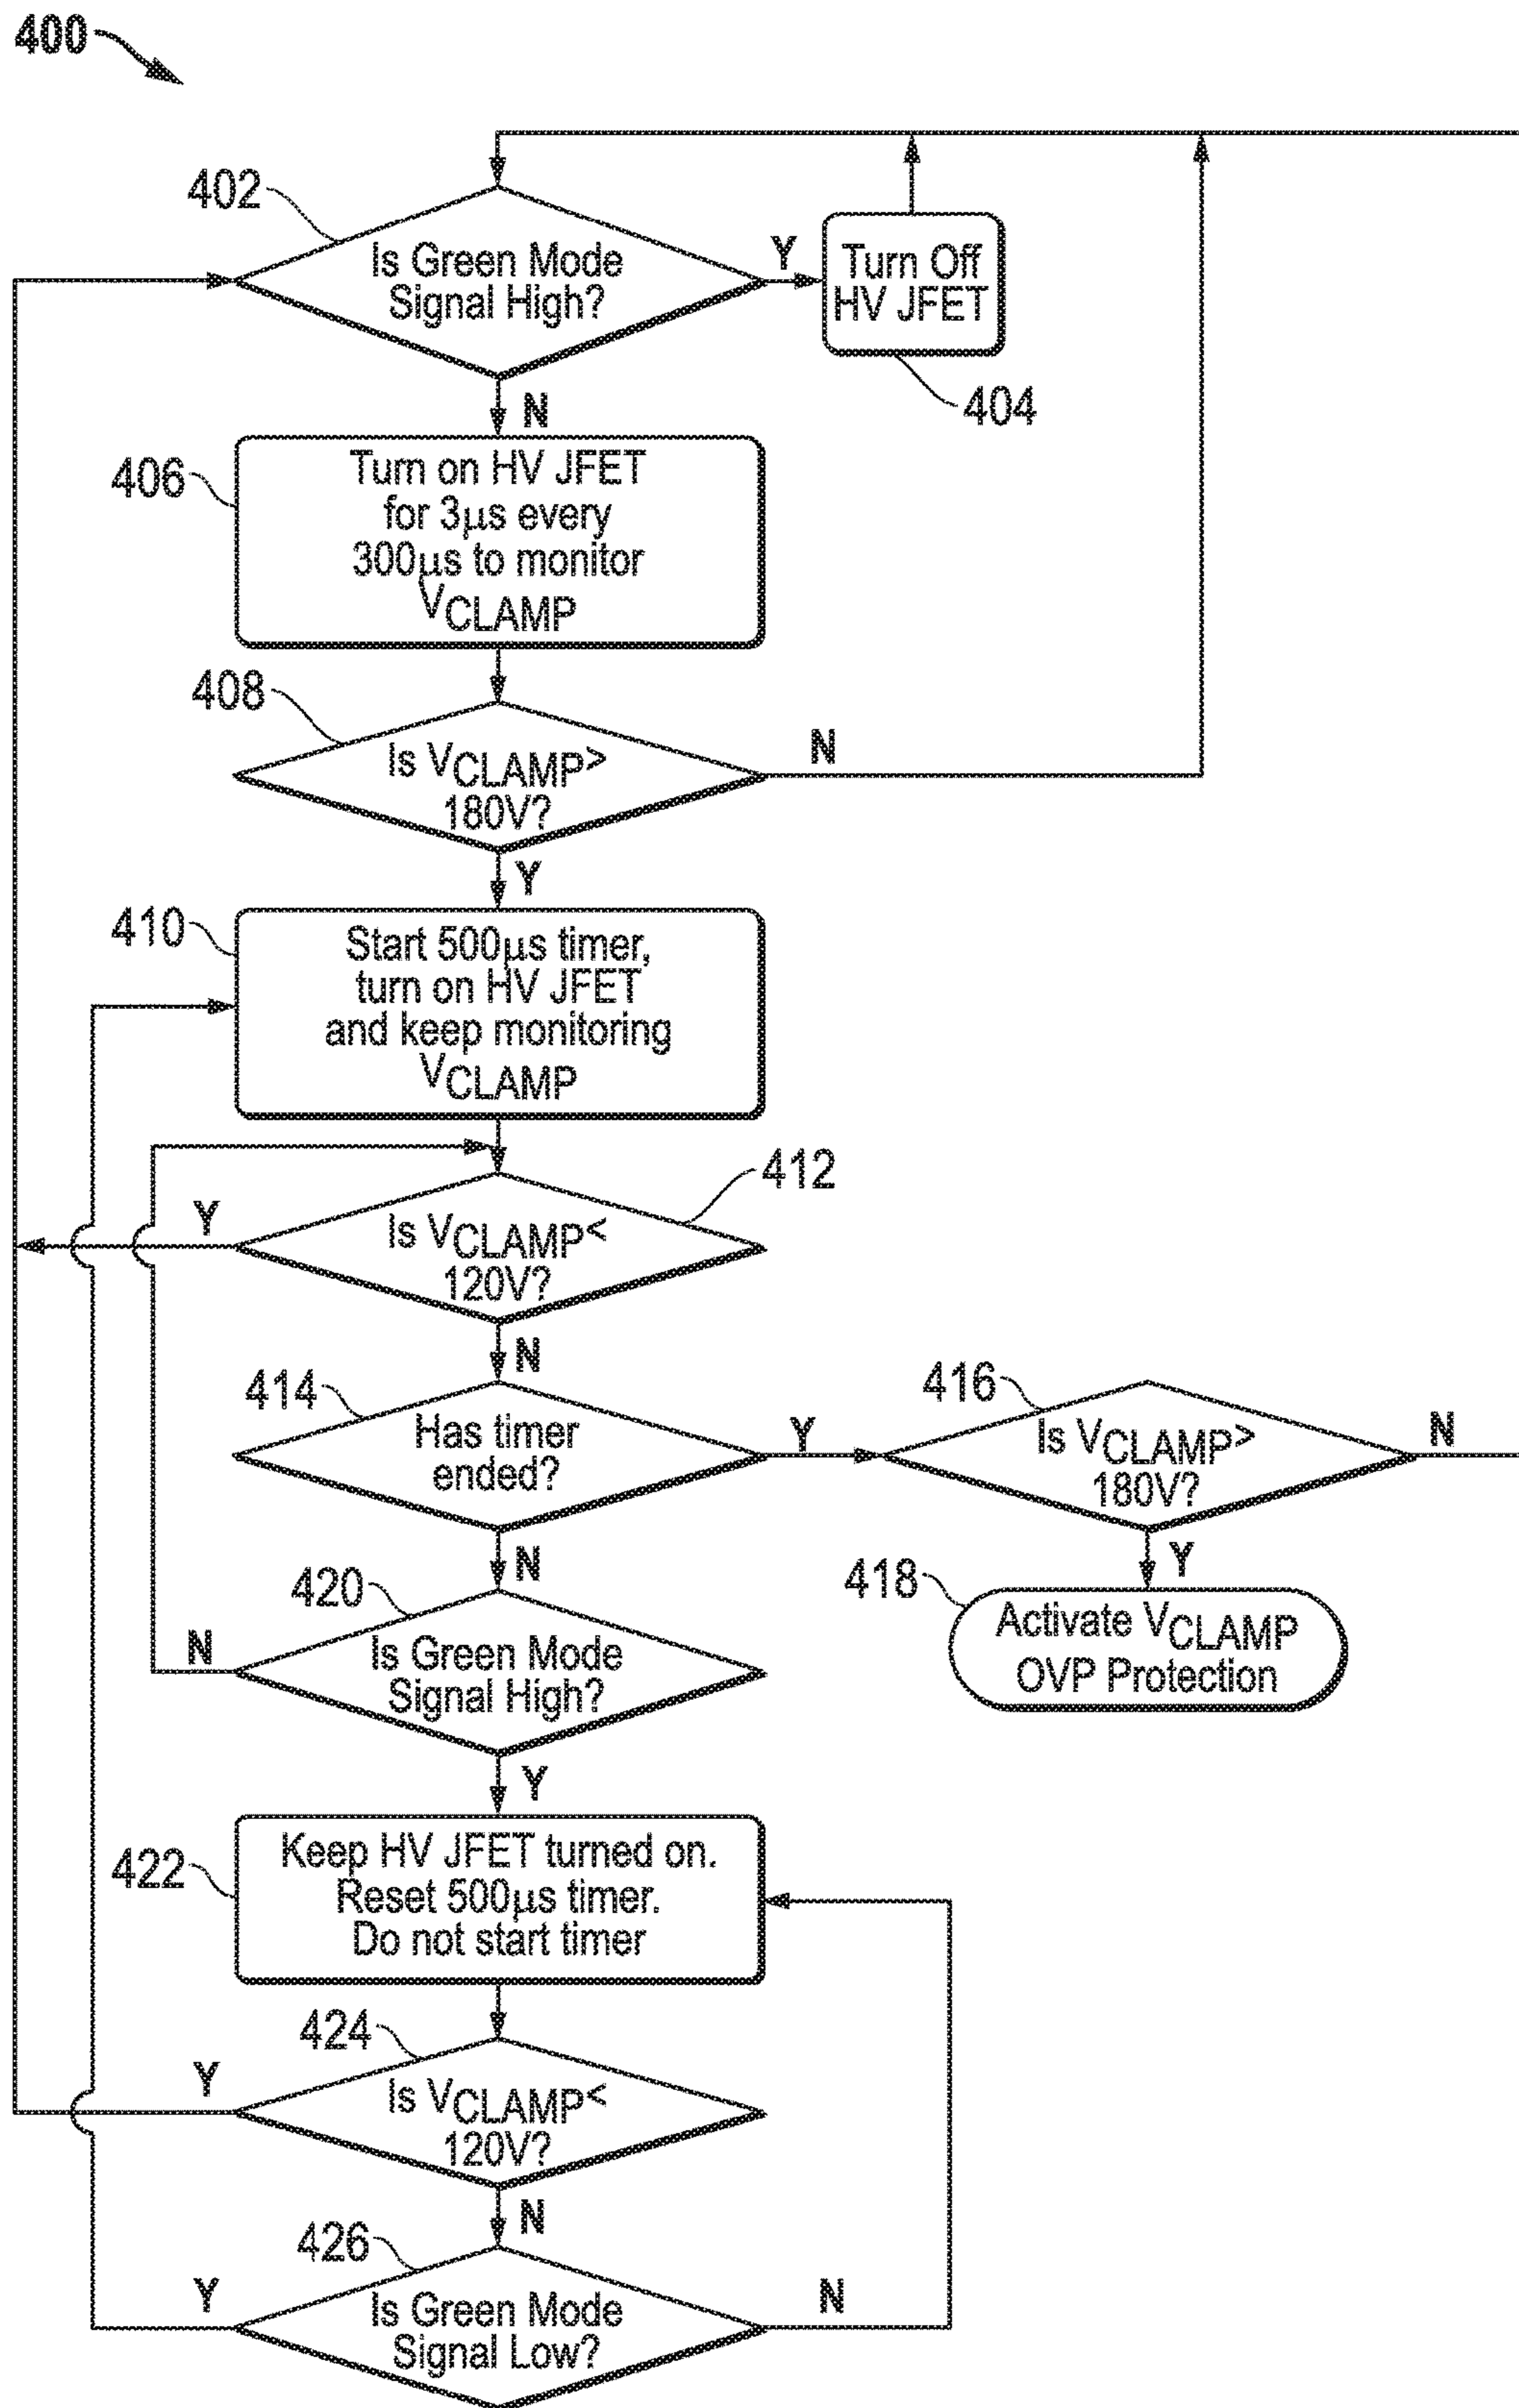 400
402
Is Green Mode
Signal High?
Y
Turn Off
HV JFET
404
N
406
Turn on HV JFET
for 3µs every
300µs to monitor
VCLAMP
408
Is VCLAMP>
180V?
N
Y
410
Start 500µs timer,
turn on HV JFET
and keep monitoring
VCLAMP
412
Y
Is VCLAMP<
120V?
N
414
Has timer
ended?
Y
416
Is VCLAMP>
180V?
N
N
Y
418
Activate VCLAMP
OVP Protection
420
N
Is Green Mode
Signal High?
Y
422
Keep HV JFET turned on.
Reset 500µs timer.
Do not start timer
424
Y
Is VCLAMP<
120V?
N
426
Y
Is Green Mode
Signal Low?
N